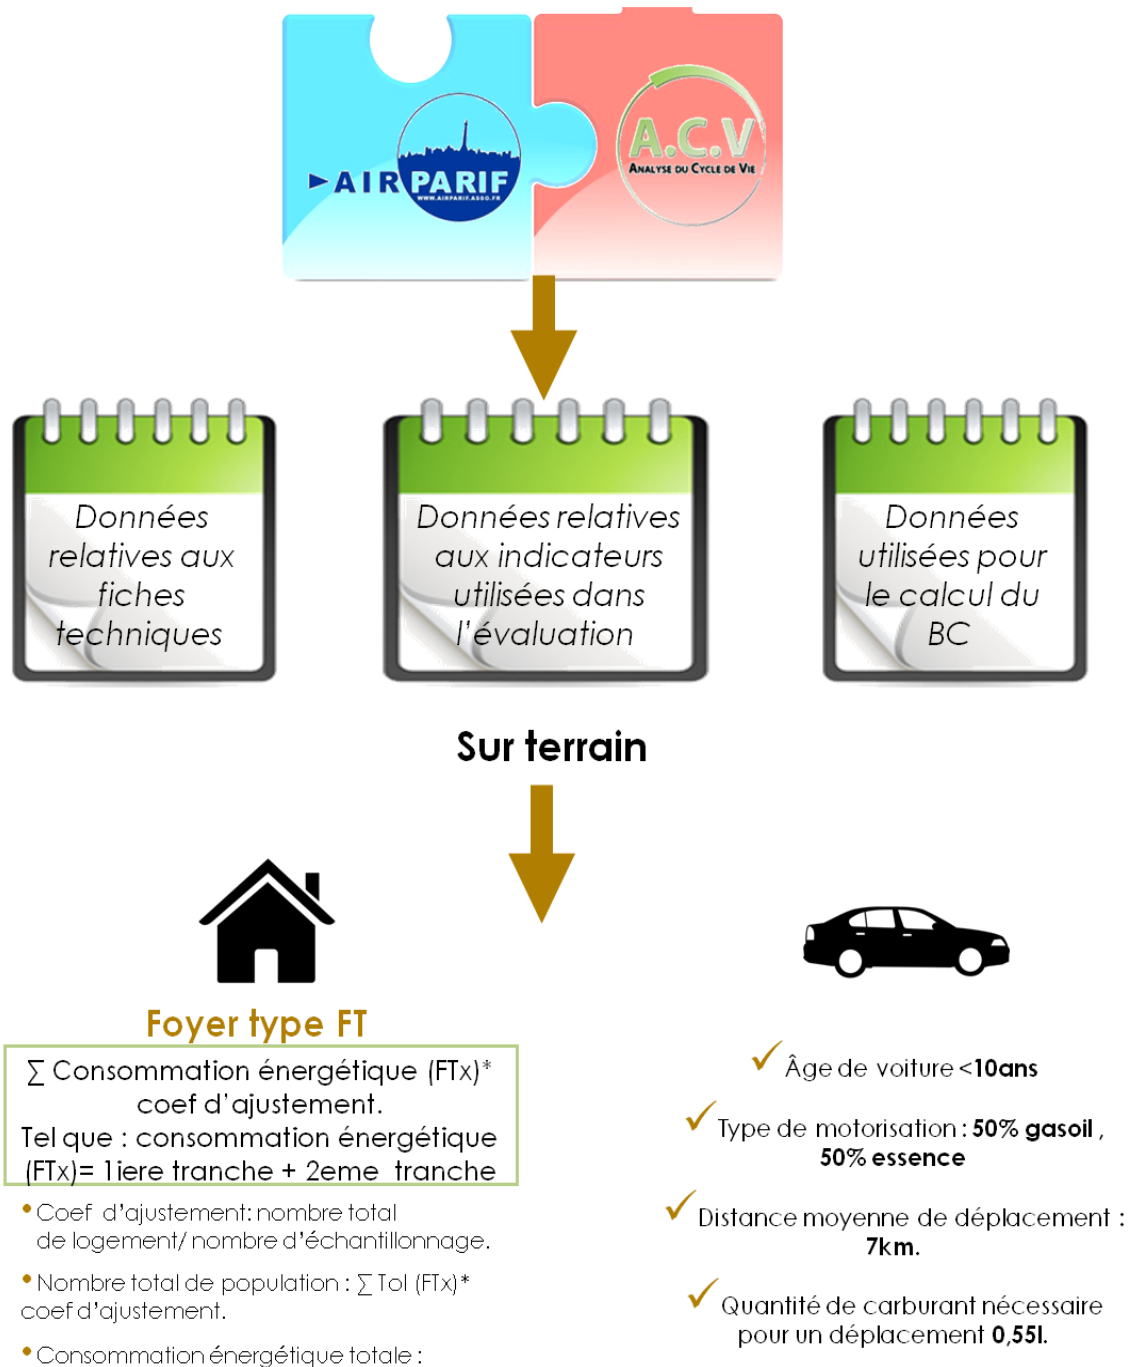 AIRPARIF
WWW.AIRPARIF.ASSO.FR
A.C.V
ANALYSE DU CYCLE DE VIE
Données
relatives aux
fiches
techniques
Données relatives
aux indicateurs
utilisées dans
l'évaluation
Données
utilisées pour
le calcul du
BC
Sur terrain
Foyer type FT
∑ Consommation énergétique (FTx)*
coef d'ajustement.
Tel que : consommation énergétique
(FTx)= 1iere tranche + 2eme tranche
• Coef d'ajustement: nombre total
de logement/ nombre d'échantillonnage.
• Nombre total de population : ∑ Tol (FTx)*
coef d'ajustement.
• Consommation énergétique totale :
✓ Âge de voiture <10ans
✓ Type de motorisation : 50% gasoil ,
50% essence
✓ Distance moyenne de déplacement :
7km.
✓ Quantité de carburant nécessaire
pour un déplacement 0,55l.